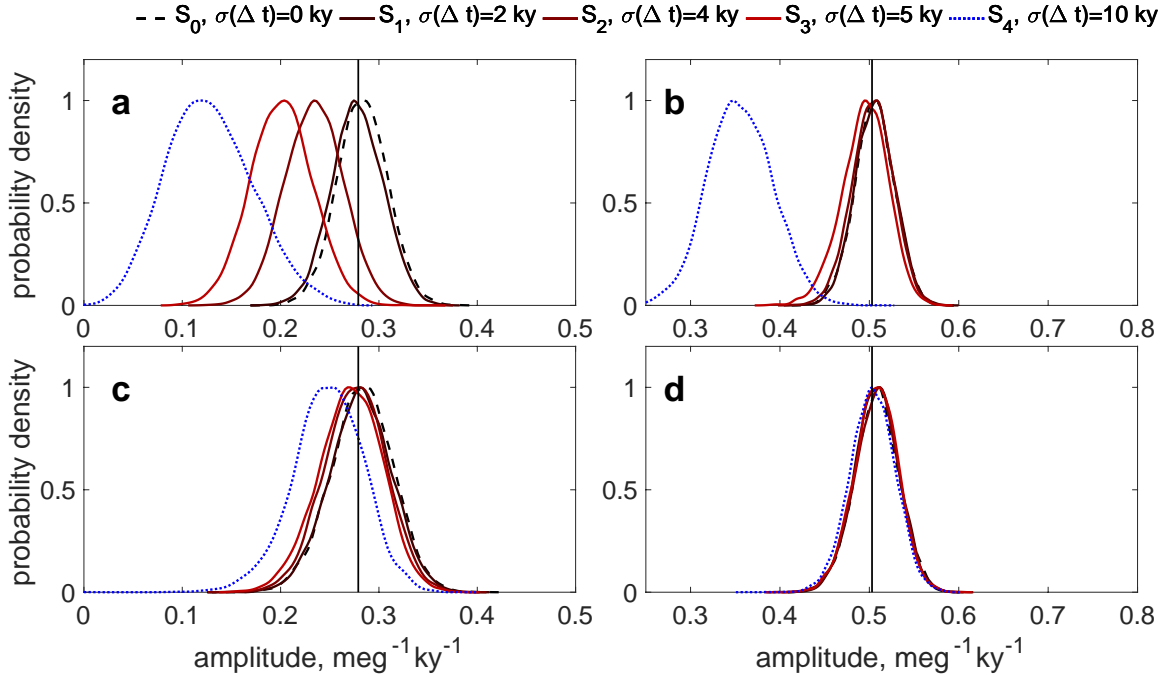 S₀, σ(Δ t)=0 ky S₁, σ(Δ t)=2 ky S₂, σ(Δ t)=4 ky S₃, σ(Δ t)=5 ky S₄, σ(Δ t)=10 ky
a
probability density
1
0.5
0
0 0.1 0.2 0.3 0.4 0.5
b
1
0.5
0
0.3 0.4 0.5 0.6 0.7 0.8
c
probability density
1
0.5
0
0 0.1 0.2 0.3 0.4 0.5
amplitude, meg⁻¹ky⁻¹
d
1
0.5
0
0.3 0.4 0.5 0.6 0.7 0.8
amplitude, meg⁻¹ky⁻¹